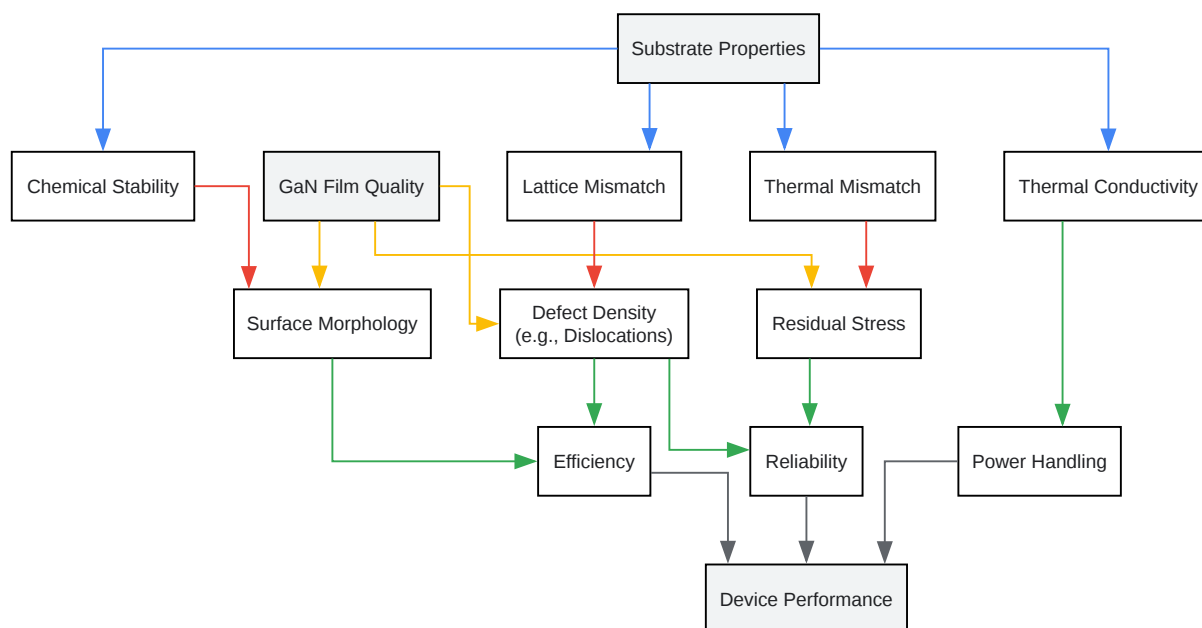 Substrate Properties
Chemical Stability
GaN Film Quality
Lattice Mismatch
Thermal Mismatch
Thermal Conductivity
Surface Morphology
Defect Density
(e.g., Dislocations)
Residual Stress
Efficiency
Reliability
Power Handling
Device Performance